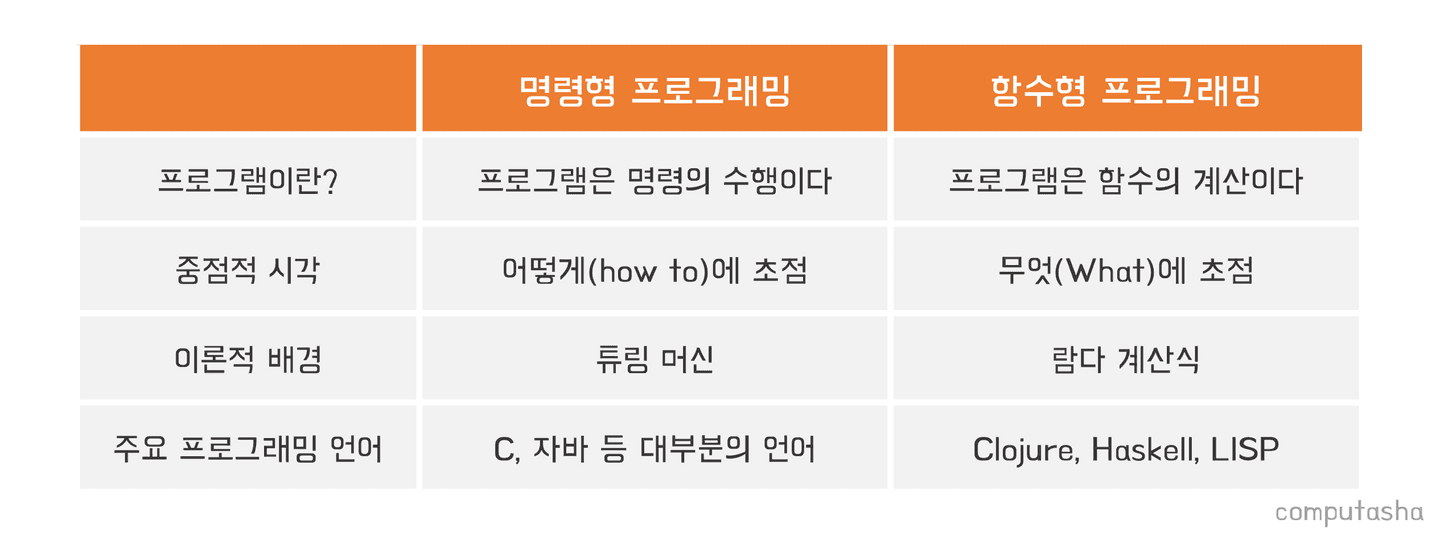 명령형 프로그래밍 함수형 프로그래밍
프로그램이란? 프로그램은 명령의 수행이다 프로그램은 함수의 계산이다
중점적 시각 어떻게(how to)에 초점 무엇(What)에 초점
이론적 배경 튜링 머신 람다 계산식
주요 프로그래밍 언어 C, 자바 등 대부분의 언어 Clojure, Haskell, LISP
computasha